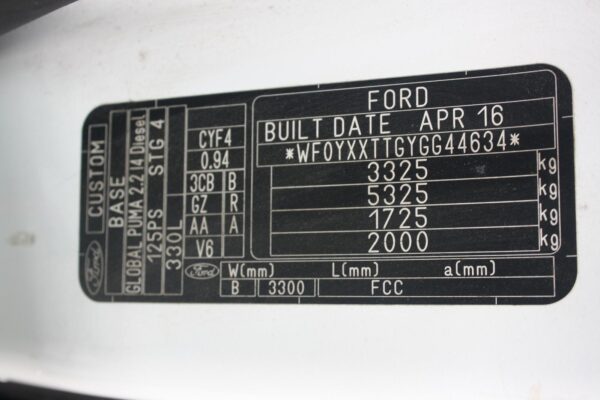 Ford
CUSTOM
BASE
GLOBAL PUMA 2.2 I4 Diesel
125PS STG 4
330L
CYF4
0.94
3CB B
GZ R
AA A
V6
Ford
FORD
BUILT DATE APR 16
*WF0YXXTTGYGG44634*
3325 kg
5325 kg
1725 kg
2000 kg
W(mm) L(mm) a(mm)
B 3300 FCC